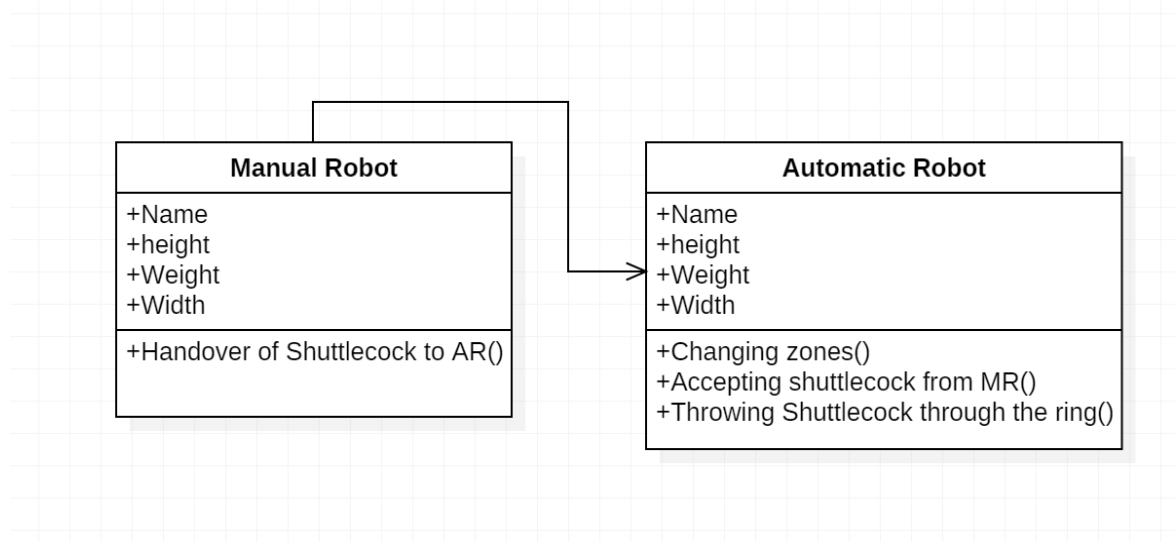 Manual Robot
+Name
+height
+Weight
+Width
+Handover of Shuttlecock to AR()
Automatic Robot
+Name
+height
+Weight
+Width
+Changing zones()
+Accepting shuttlecock from MR()
+Throwing Shuttlecock through the ring()